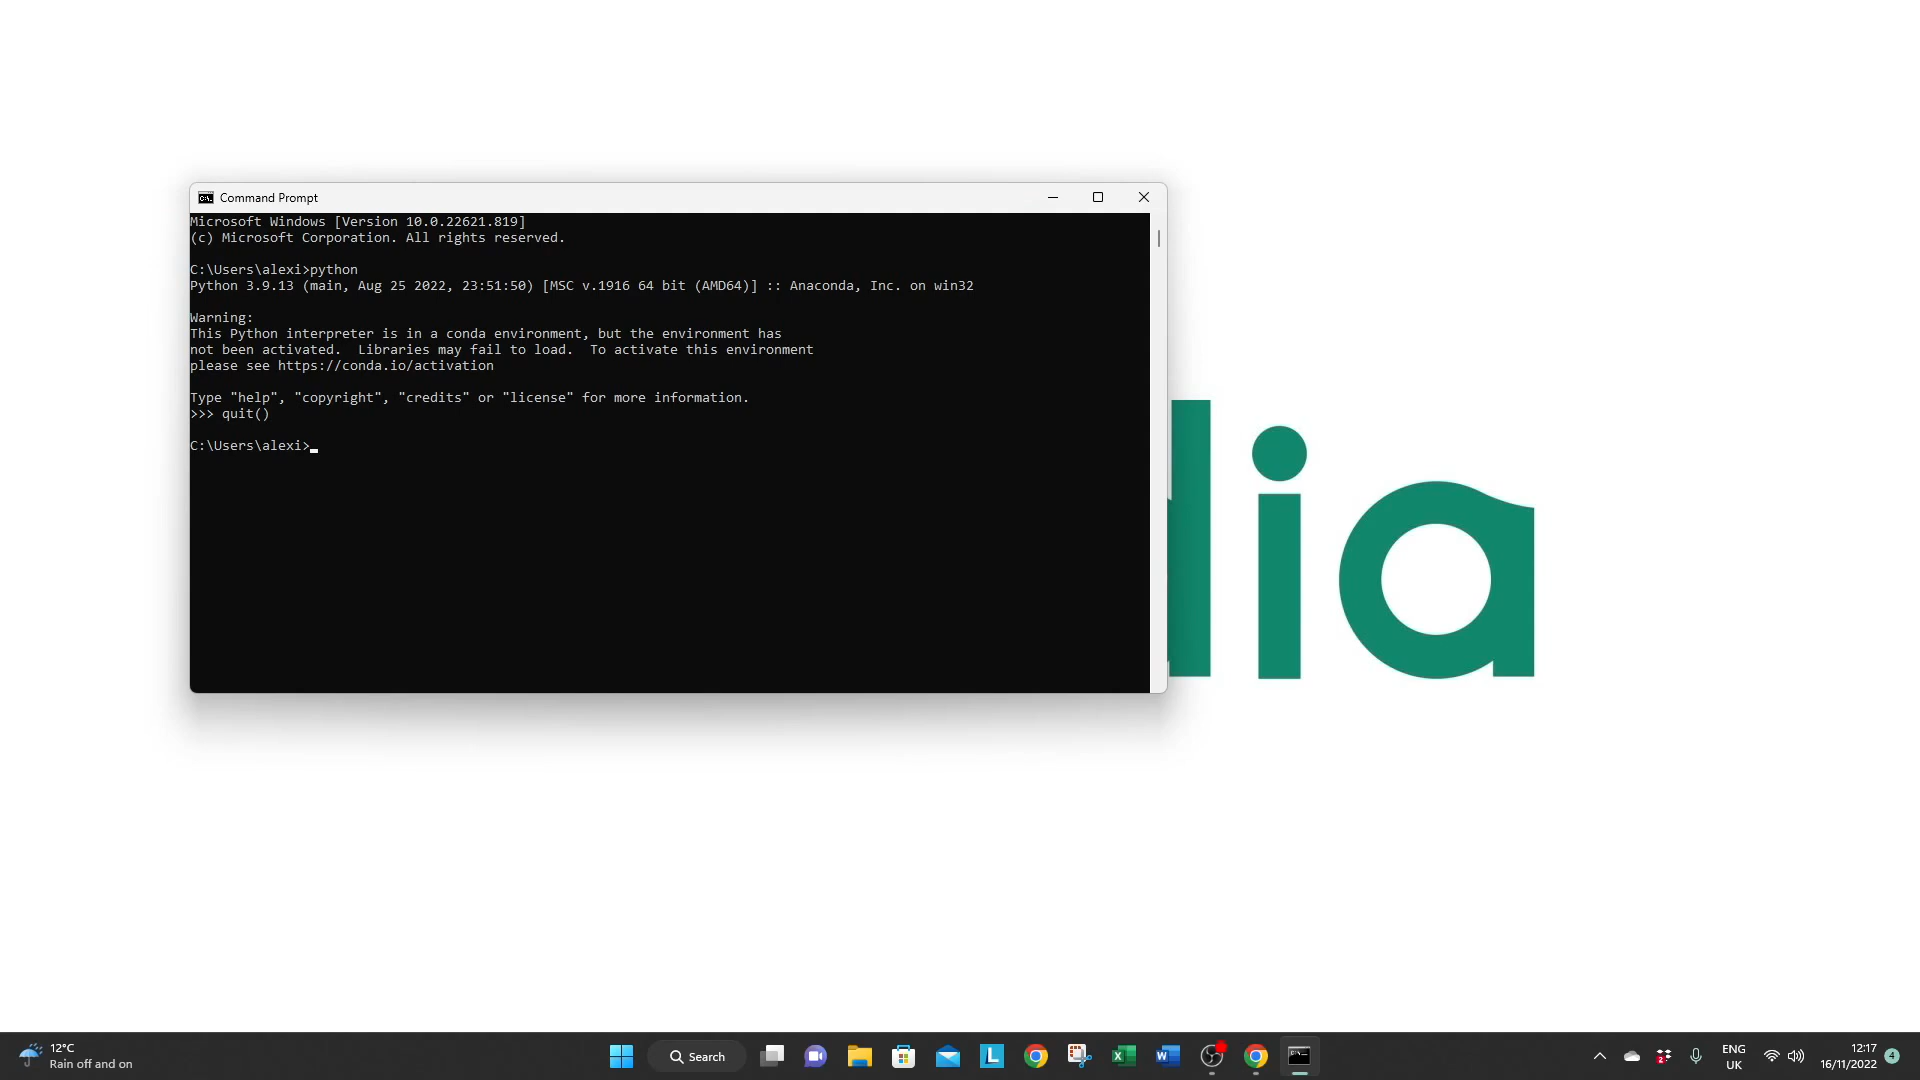 Command Prompt
Microsoft Windows [Version 10.0.22621.819]
(c) Microsoft Corporation. All rights reserved.
C:\Users\alexi>python
Python 3.9.13 (main, Aug 25 2022, 23:51:50) [MSC v.1916 64 bit (AMD64)] :: Anaconda, Inc. on win32
Warning:
This Python interpreter is in a conda environment, but the environment has
not been activated.  Libraries may fail to load.  To activate this environment
please see https://conda.io/activation
Type "help", "copyright", "credits" or "license" for more information.
>>> quit()
C:\Users\alexi>
dia
12°C
Rain off and on
Search
L
X
W
2
ENG
UK
12:17
16/11/2022
4